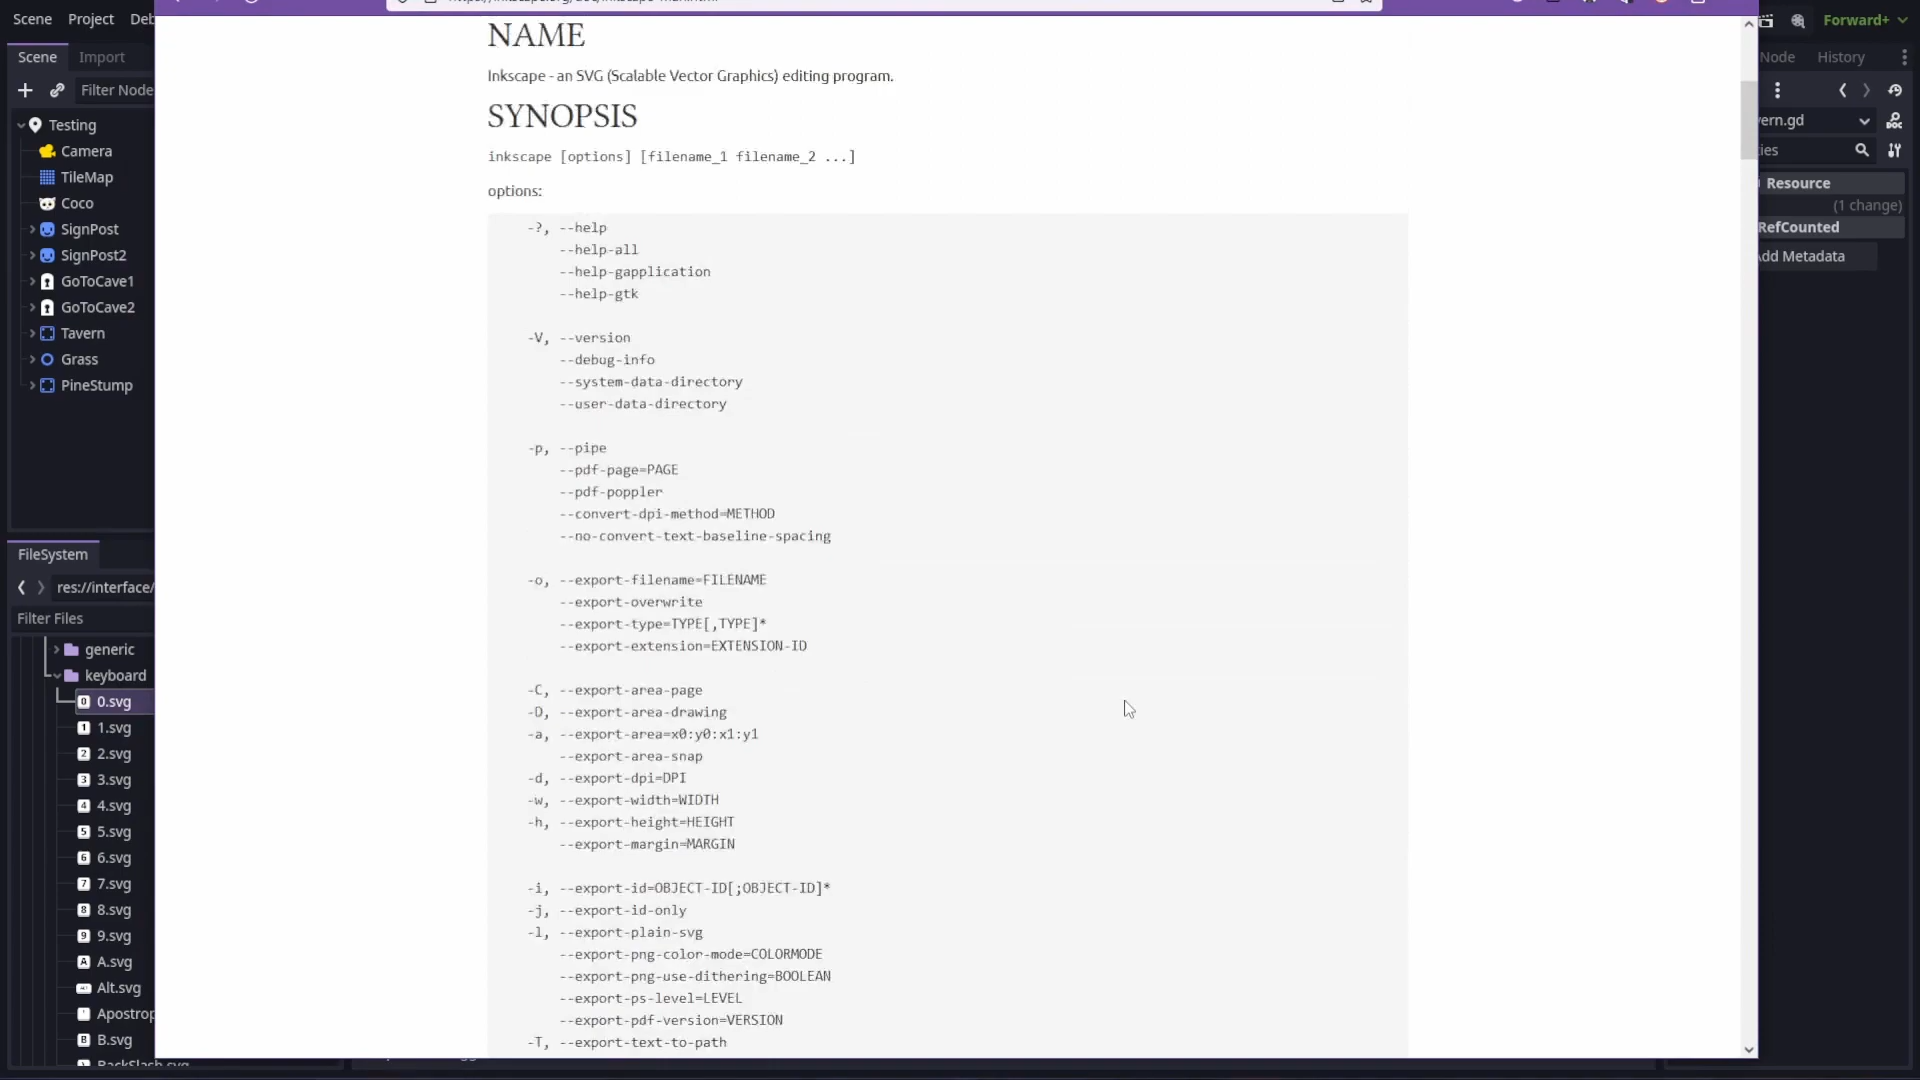 Scene Project Deb
Forward+
Scene Import
Node History
Filter Node
Testing
Camera
TileMap
Coco
SignPost
SignPost2
GoToCave1
GoToCave2
Tavern
Grass
PineStump
FileSystem
res://interface/
Filter Files
generic
keyboard
0.svg
1.svg
2.svg
3.svg
4.svg
5.svg
6.svg
7.svg
8.svg
9.svg
A.svg
Alt.svg
Apostrop
B.svg
BackSlash.svg
NAME
Inkscape - an SVG (Scalable Vector Graphics) editing program.
SYNOPSIS
inkscape [options] [filename_1 filename_2 ...]
options:
-?, --help
--help-all
--help-gapplication
--help-gtk
-V, --version
--debug-info
--system-data-directory
--user-data-directory
-p, --pipe
--pdf-page=PAGE
--pdf-poppler
--convert-dpi-method=METHOD
--no-convert-text-baseline-spacing
-o, --export-filename=FILENAME
--export-overwrite
--export-type=TYPE[,TYPE]*
--export-extension=EXTENSION-ID
-C, --export-area-page
-D, --export-area-drawing
-a, --export-area=x0:y0:x1:y1
--export-area-snap
-d, --export-dpi=DPI
-w, --export-width=WIDTH
-h, --export-height=HEIGHT
--export-margin=MARGIN
-i, --export-id=OBJECT-ID[;OBJECT-ID]*
-j, --export-id-only
-l, --export-plain-svg
--export-png-color-mode=COLORMODE
--export-png-use-dithering=BOOLEAN
--export-ps-level=LEVEL
--export-pdf-version=VERSION
-T, --export-text-to-path
vern.gd
ies
Resource
(1 change)
RefCounted
dd Metadata